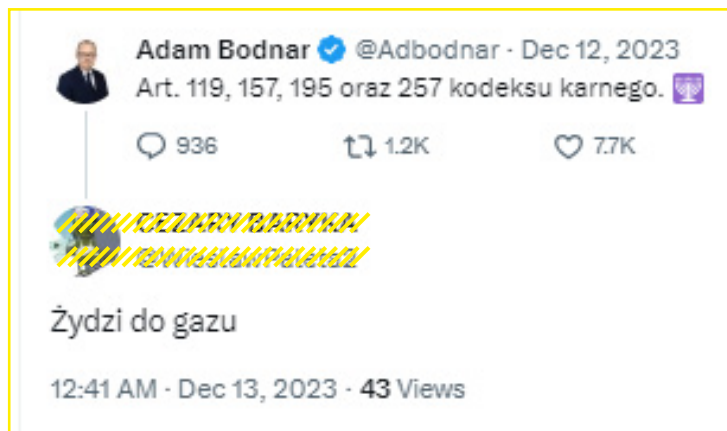 Adam Bodnar @Adbodnar · Dec 12, 2023
Art. 119, 157, 195 oraz 257 kodeksu karnego. 🕎
936 1.2K 7.7K
Żydzi do gazu
12:41 AM · Dec 13, 2023 · 43 Views